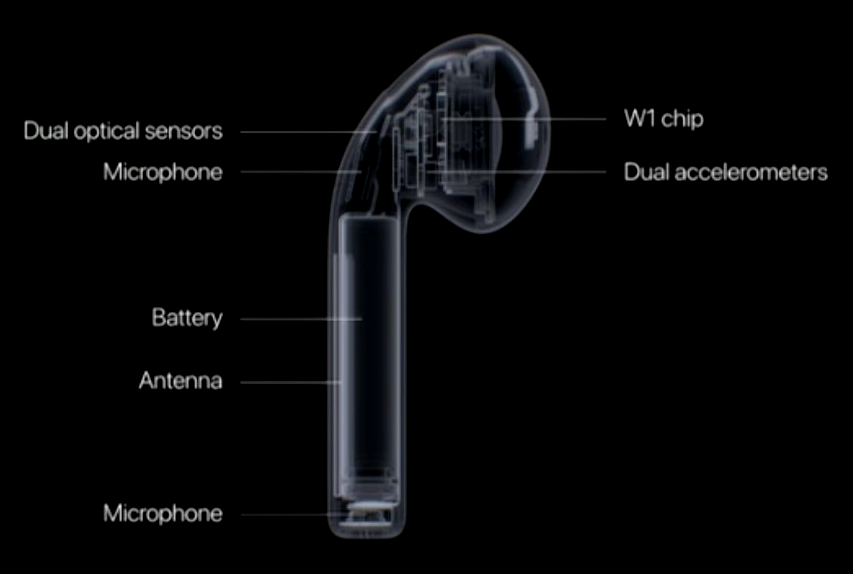 Dual optical sensors
Microphone
Battery
Antenna
Microphone
W1 chip
Dual accelerometers